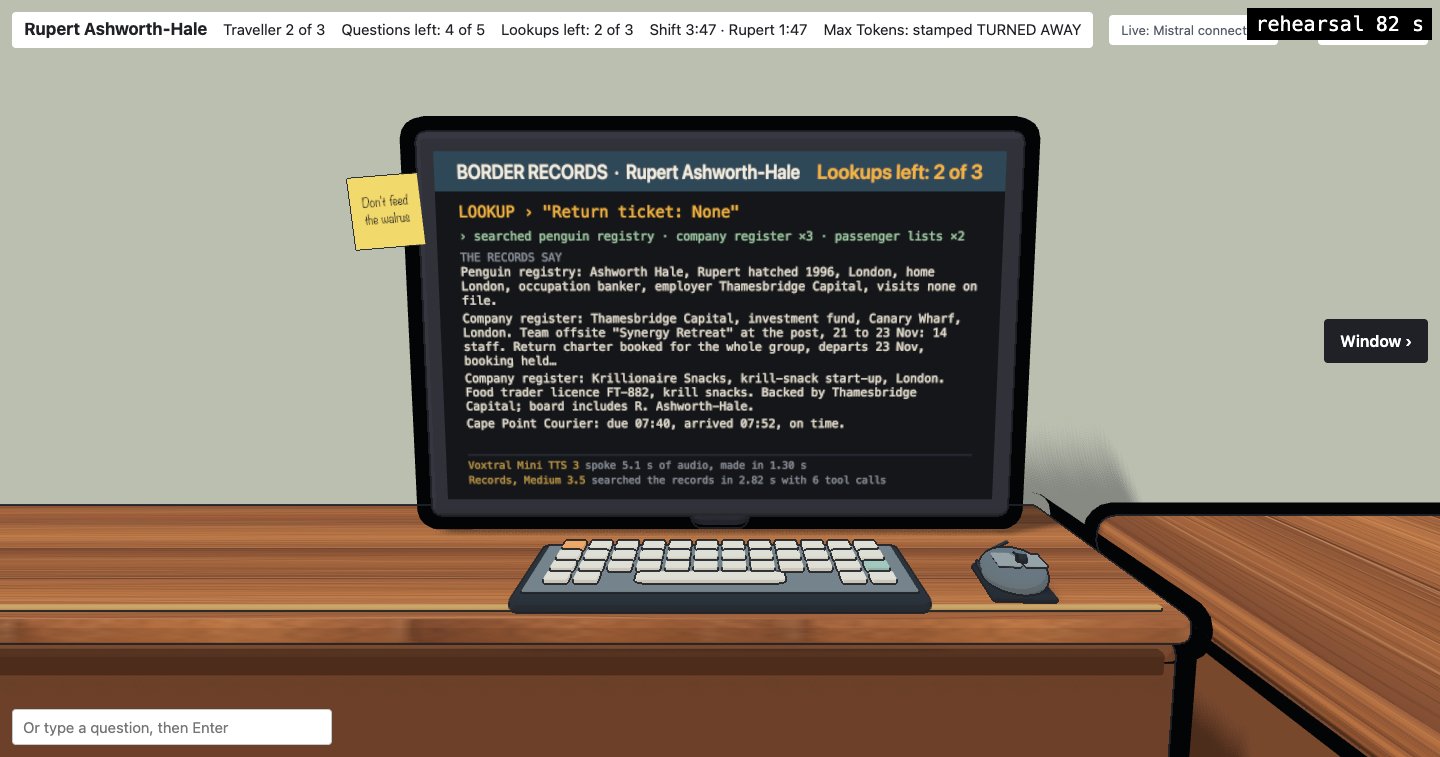 Rupert Ashworth-Hale Traveller 2 of 3 Questions left: 4 of 5 Lookups left: 2 of 3 Shift 3:47 · Rupert 1:47 Max Tokens: stamped TURNED AWAY
Live: Mistral connect
rehearsal 82 s
Don't feed
the walrus
BORDER RECORDS · Rupert Ashworth-Hale Lookups left: 2 of 3
LOOKUP › "Return ticket: None"
› searched penguin registry · company register ×3 · passenger lists ×2
THE RECORDS SAY
Penguin registry: Ashworth Hale, Rupert hatched 1996, London, home
London, occupation banker, employer Thamesbridge Capital, visits none on
file.
Company register: Thamesbridge Capital, investment fund, Canary Wharf,
London. Team offsite "Synergy Retreat" at the post, 21 to 23 Nov: 14
staff. Return charter booked for the whole group, departs 23 Nov,
booking held…
Company register: Krillionaire Snacks, krill-snack start-up, London.
Food trader licence FT-882, krill snacks. Backed by Thamesbridge
Capital; board includes R. Ashworth-Hale.
Cape Point Courier: due 07:40, arrived 07:52, on time.
Voxtral Mini TTS 3 spoke 5.1 s of audio, made in 1.30 s
Records, Medium 3.5 searched the records in 2.82 s with 6 tool calls
Window ›
Or type a question, then Enter